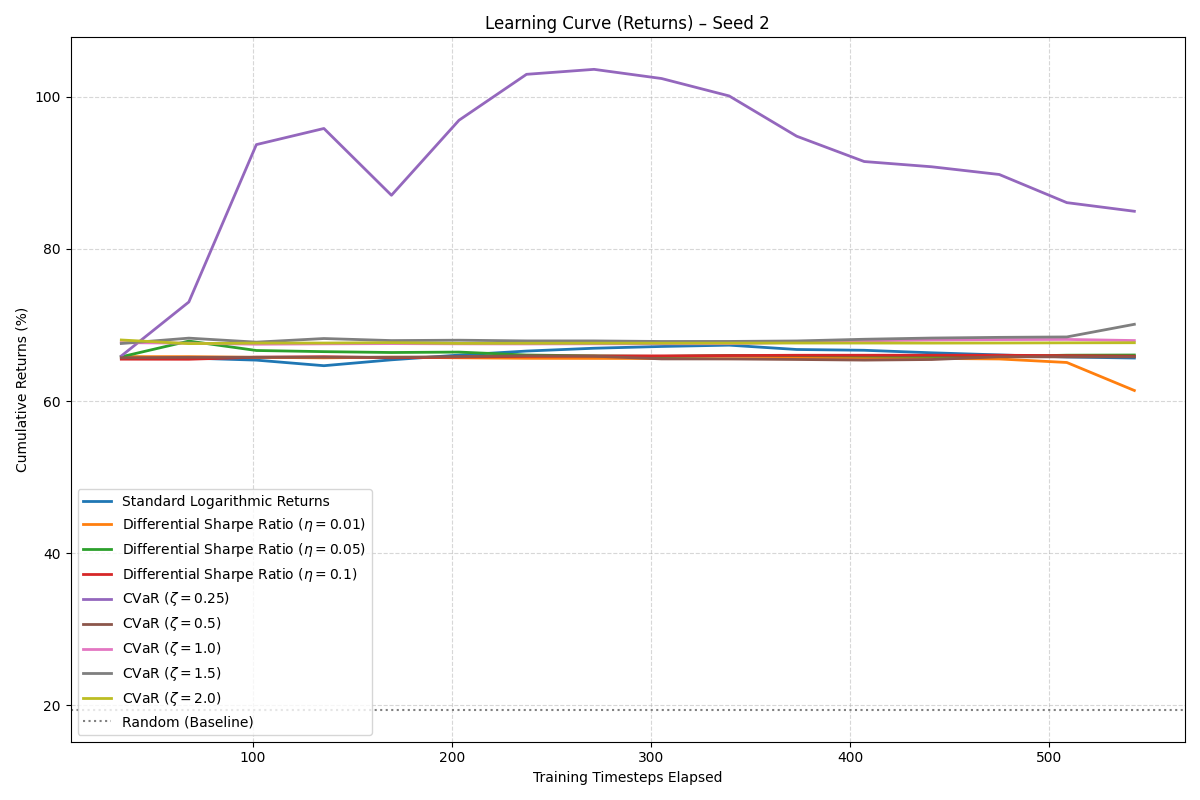 Learning Curve (Returns) – Seed 2
Cumulative Returns (%)
100
80
60
40
20
Standard Logarithmic Returns
Differential Sharpe Ratio (η = 0.01)
Differential Sharpe Ratio (η = 0.05)
Differential Sharpe Ratio (η = 0.1)
CVaR (ζ = 0.25)
CVaR (ζ = 0.5)
CVaR (ζ = 1.0)
CVaR (ζ = 1.5)
CVaR (ζ = 2.0)
Random (Baseline)
100 200 300 400 500
Training Timesteps Elapsed